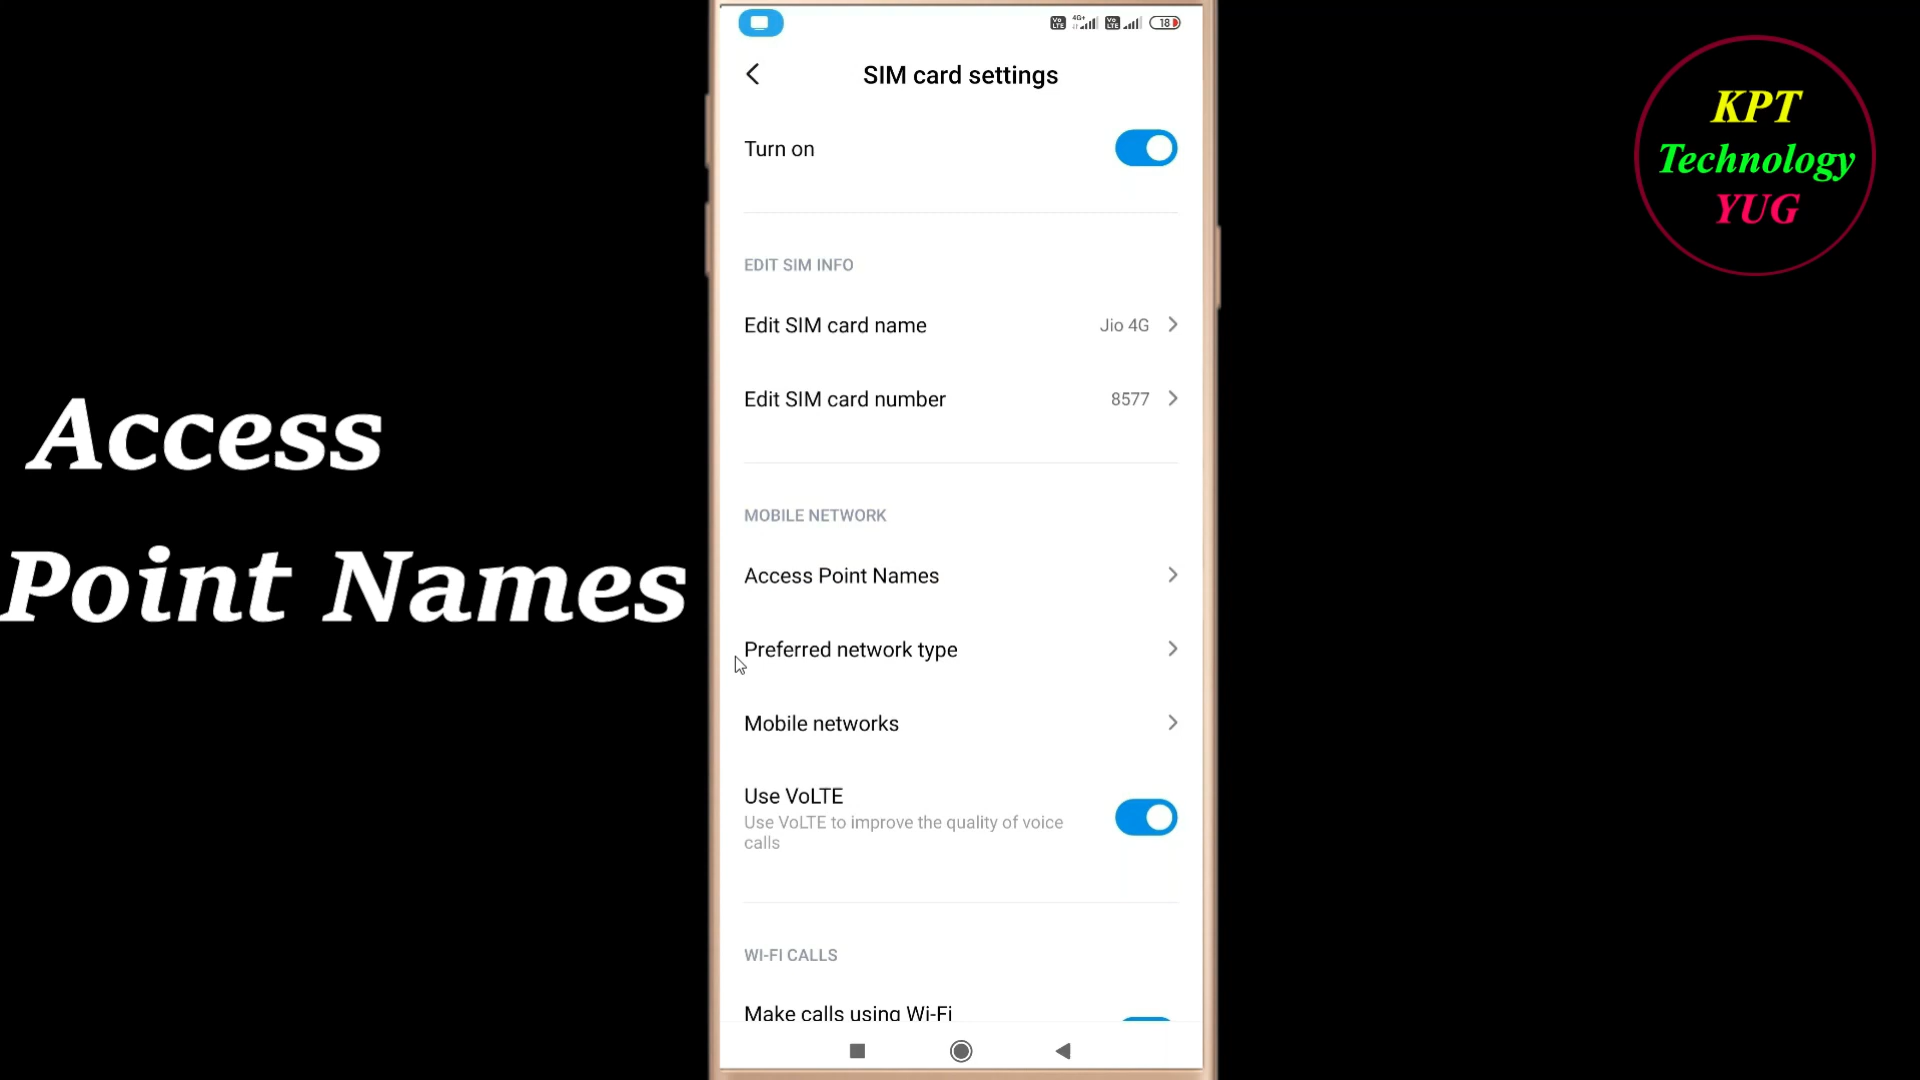 4G+
18
SIM card settings
Turn on
EDIT SIM INFO
Edit SIM card name
Jio 4G
Edit SIM card number
8577
MOBILE NETWORK
Access Point Names
Preferred network type
Mobile networks
Use VoLTE
Use VoLTE to improve the quality of voice
calls
WI-FI CALLS
Make calls using Wi-Fi
Access
Point Names
KPT
Technology
YUG